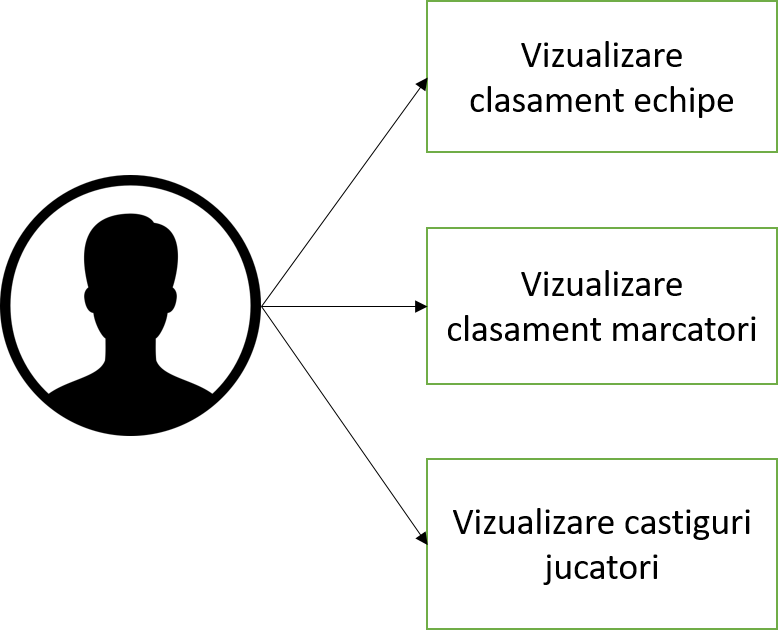 Vizualizare
clasament echipe
Vizualizare
clasament marcatori
Vizualizare castiguri
jucatori